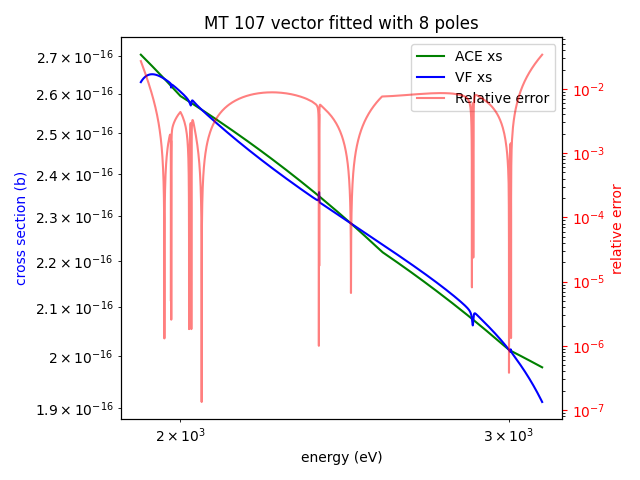 MT 107 vector fitted with 8 poles
ACE xs
VF xs
Relative error
2.7 × 10⁻¹⁶
2.6 × 10⁻¹⁶
2.5 × 10⁻¹⁶
2.4 × 10⁻¹⁶
2.3 × 10⁻¹⁶
2.2 × 10⁻¹⁶
2.1 × 10⁻¹⁶
2 × 10⁻¹⁶
1.9 × 10⁻¹⁶
cross section (b)
10⁻²
10⁻³
10⁻⁴
10⁻⁵
10⁻⁶
10⁻⁷
relative error
2 × 10³
3 × 10³
energy (eV)